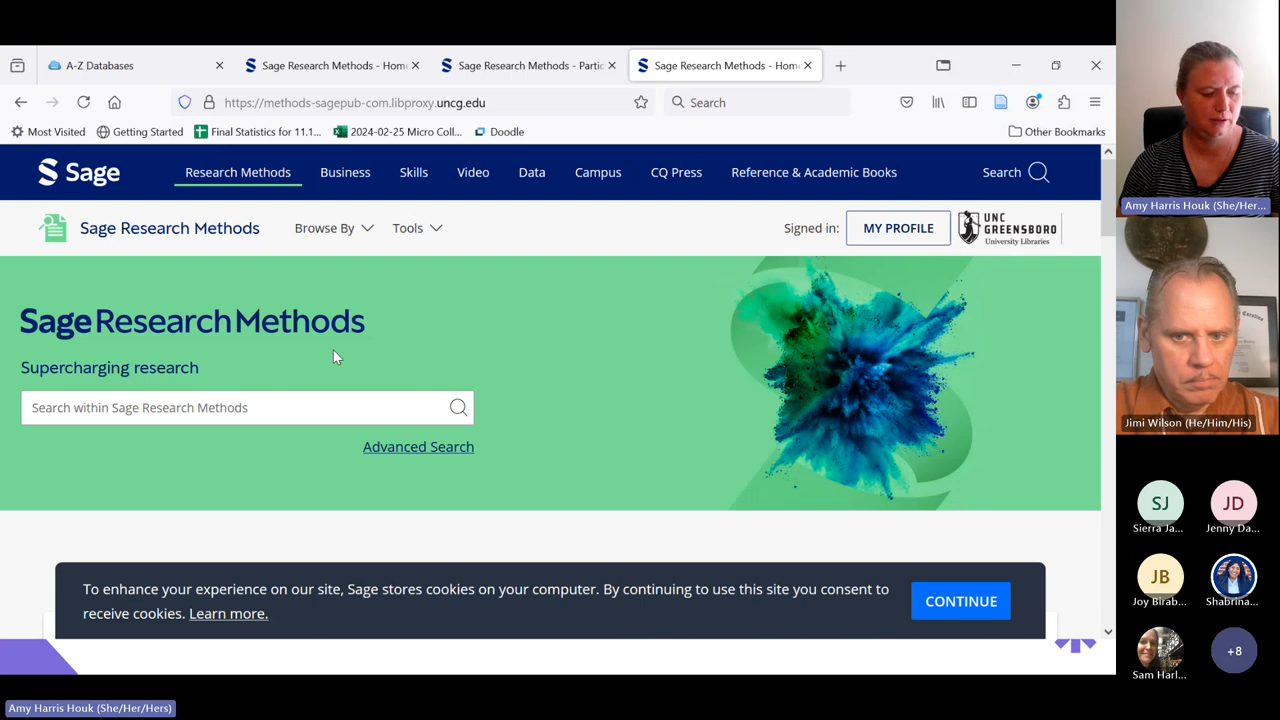 A-Z Databases
Sage Research Methods - Hom
Sage Research Methods - Partic
Sage Research Methods - Hom
https://methods-sagepub-com.libproxy.uncg.edu
Search
Most Visited
Getting Started
Final Statistics for 11.1...
2024-02-25 Micro Coll...
Doodle
Other Bookmarks
Sage
Research Methods
Business
Skills
Video
Data
Campus
CQ Press
Reference & Academic Books
Search
Sage Research Methods
Browse By
Tools
Signed in:
MY PROFILE
UNC
GREENSBORO
University Libraries
Sage Research Methods
Supercharging research
Search within Sage Research Methods
Advanced Search
To enhance your experience on our site, Sage stores cookies on your computer. By continuing to use this site you consent to
receive cookies. Learn more.
CONTINUE
Amy Harris Houk (She/Her...
Jimi Wilson (He/Him/His)
SJ
Sierra Ja...
JD
Jenny Da...
JB
Joy Birab...
Shabrina...
Sam Harl...
+8
Amy Harris Houk (She/Her/Hers)